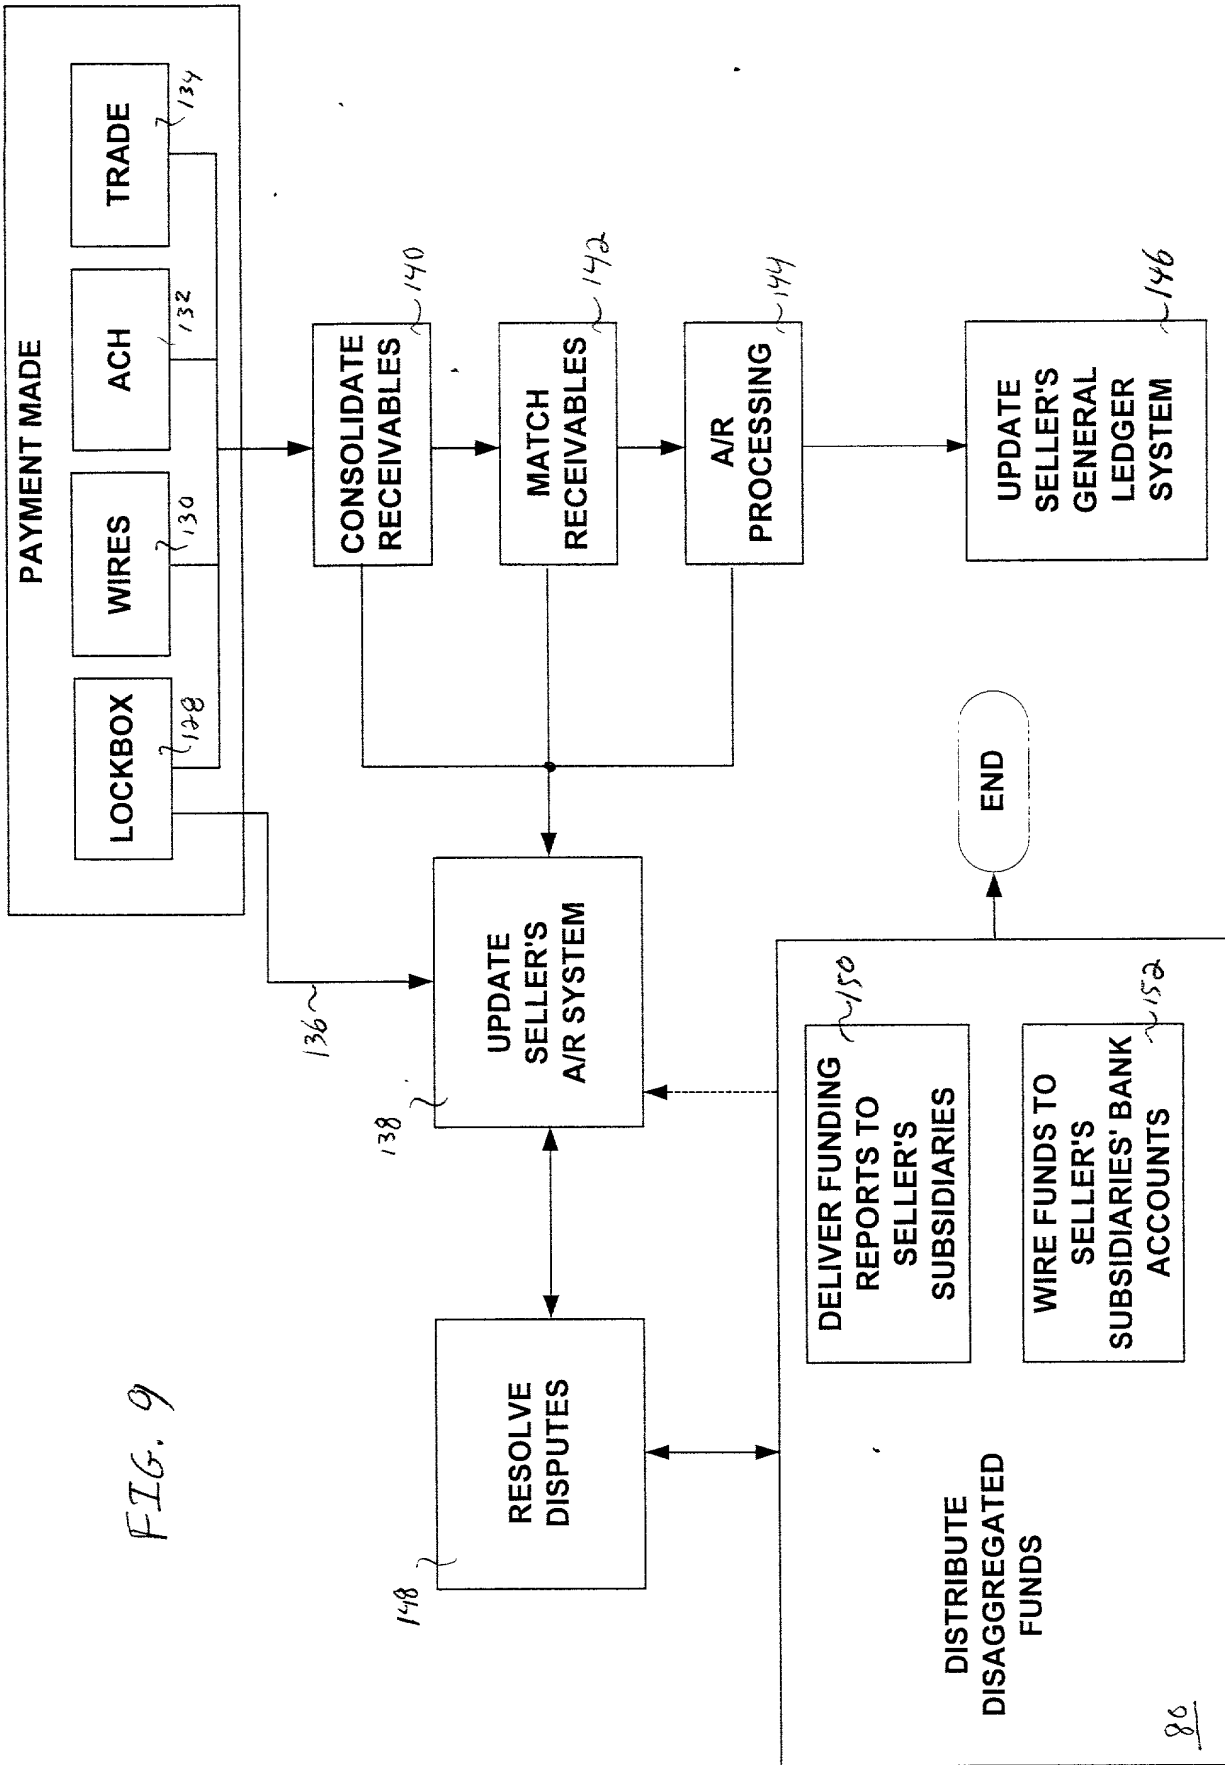 PAYMENT MADE
LOCKBOX
128
WIRES
130
ACH
132
TRADE
134
136
138
UPDATE
SELLER'S
A/R SYSTEM
CONSOLIDATE
RECEIVABLES
140
MATCH
RECEIVABLES
142
A/R
PROCESSING
144
UPDATE
SELLER'S
GENERAL
LEDGER
SYSTEM
146
FIG. 9
148
RESOLVE
DISPUTES
DISTRIBUTE
DISAGGREGATED
FUNDS
80
DELIVER FUNDING
REPORTS TO
SELLER'S
SUBSIDIARIES
150
WIRE FUNDS TO
SELLER'S
SUBSIDIARIES' BANK
ACCOUNTS
152
END